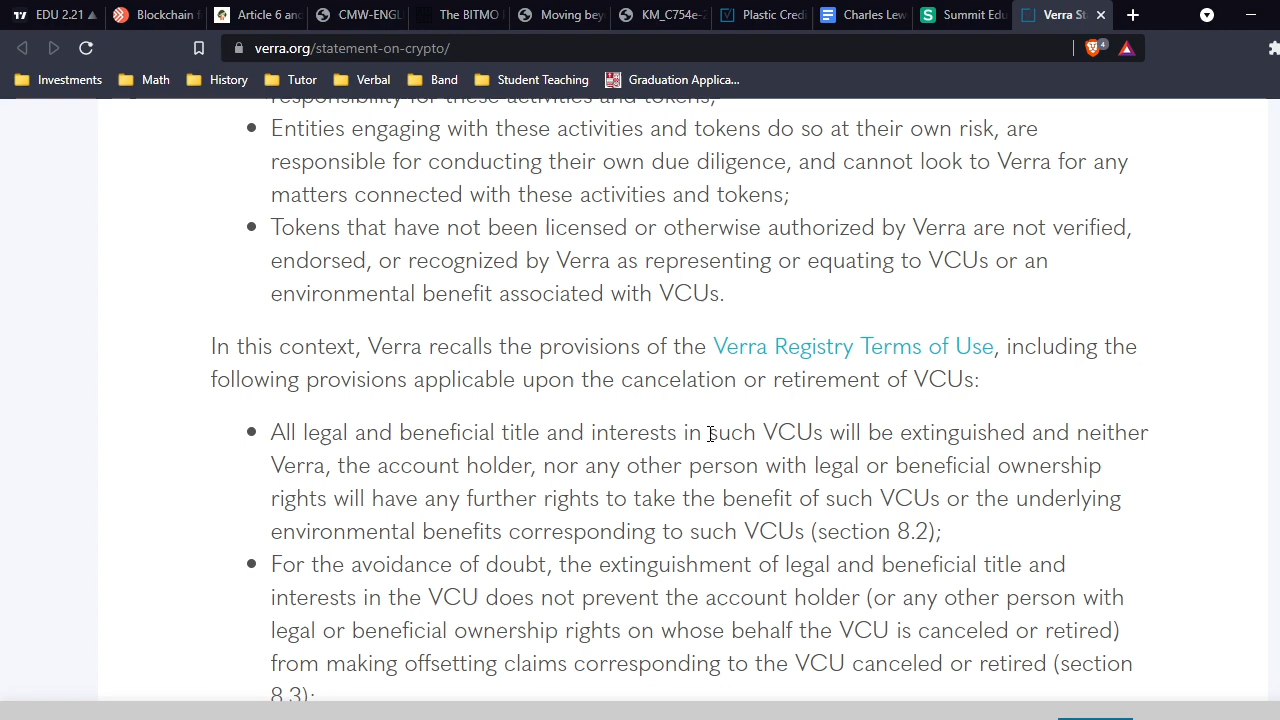 EDU 2.21
Blockchain f
Article 6 and
CMW-ENGL
The BITMO
Moving bey
KM_C754e-2
Plastic Credi
Charles Lew
Summit Edu
Verra St
verra.org/statement-on-crypto/
4
Investments
Math
History
Tutor
Verbal
Band
Student Teaching
Graduation Applica...
responsibility for these activities and tokens;
Entities engaging with these activities and tokens do so at their own risk, are
responsible for conducting their own due diligence, and cannot look to Verra for any
matters connected with these activities and tokens;
Tokens that have not been licensed or otherwise authorized by Verra are not verified,
endorsed, or recognized by Verra as representing or equating to VCUs or an
environmental benefit associated with VCUs.
In this context, Verra recalls the provisions of the Verra Registry Terms of Use, including the
following provisions applicable upon the cancelation or retirement of VCUs:
All legal and beneficial title and interests in such VCUs will be extinguished and neither
Verra, the account holder, nor any other person with legal or beneficial ownership
rights will have any further rights to take the benefit of such VCUs or the underlying
environmental benefits corresponding to such VCUs (section 8.2);
For the avoidance of doubt, the extinguishment of legal and beneficial title and
interests in the VCU does not prevent the account holder (or any other person with
legal or beneficial ownership rights on whose behalf the VCU is canceled or retired)
from making offsetting claims corresponding to the VCU canceled or retired (section
8.3);